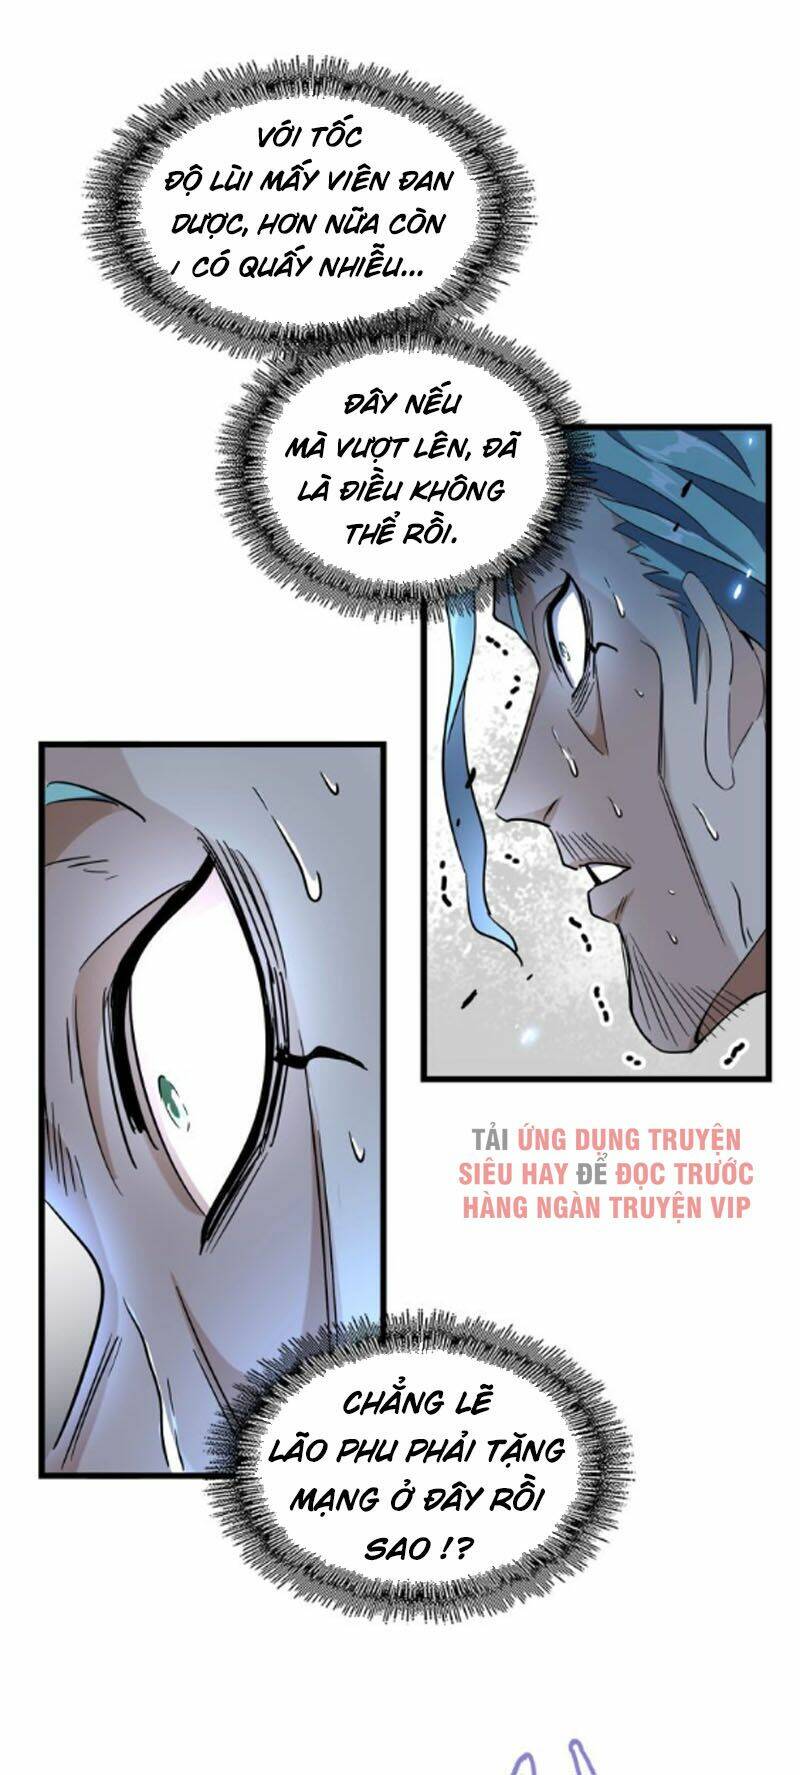 VỚI TỐC
ĐỘ LÙI MẤY VIÊN ĐAN
DƯỢC, HƠN NỮA CÒN
CÓ QUẤY NHIỄU...
ĐÂY NẾU
MÀ VƯỢT LÊN, ĐÃ
LÀ ĐIỀU KHÔNG
THỂ RỒI.
TẢI ỨNG DỤNG TRUYỆN
SIÊU HAY ĐỂ ĐỌC TRƯỚC
HÀNG NGÀN TRUYỆN VIP
CHẲNG LẼ
LÃO PHU PHẢI TẶNG
MẠNG Ở ĐÂY RỒI
SAO !?